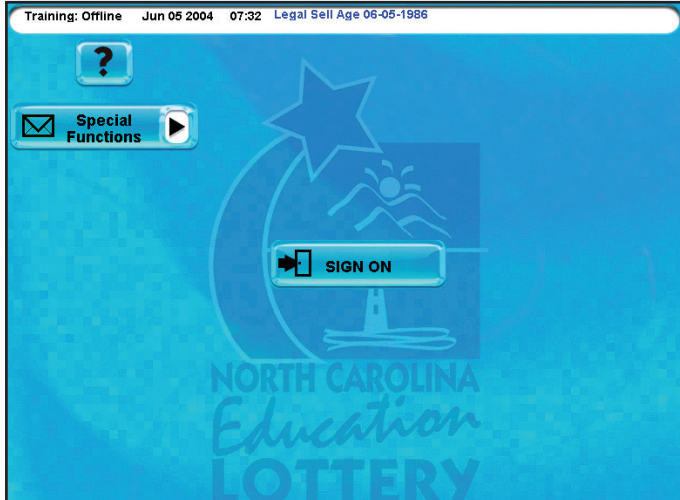 Training: Offline Jun 05 2004 07:32 Legal Sell Age 06-05-1986
?
Special
Functions
SIGN ON
NORTH CAROLINA
Education
LOTTERY